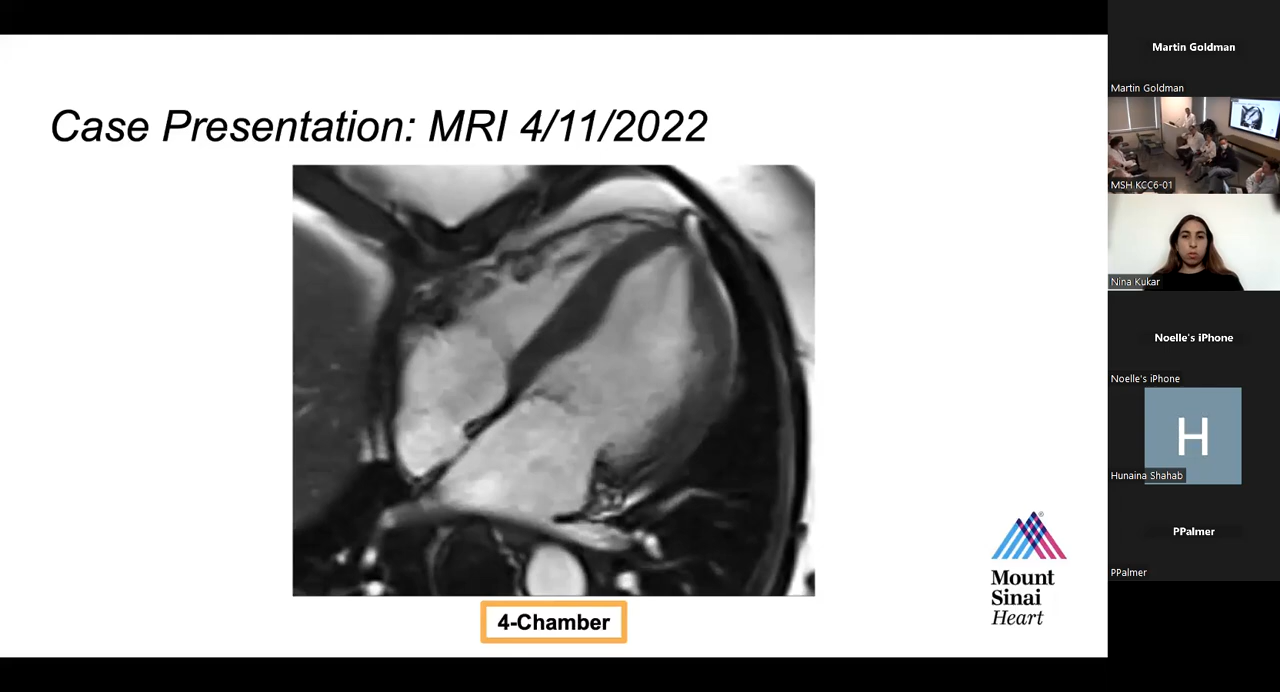 Case Presentation: MRI 4/11/2022
4-Chamber
Mount
Sinai
Heart
®
Martin Goldman
Martin Goldman
MSH KCC6-01
Nina Kukar
Noelle's iPhone
Noelle's iPhone
H
Hunaina Shahab
PPalmer
PPalmer